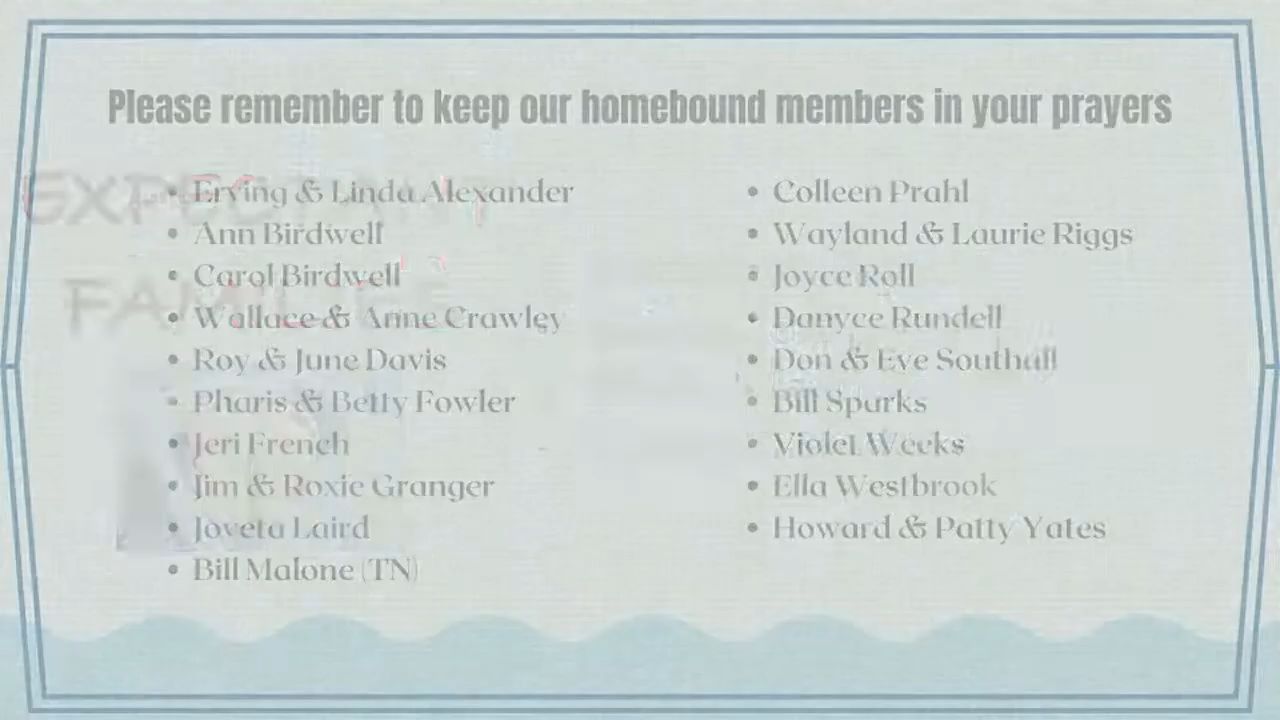 Please remember to keep our homebound members in your prayers
EXPECTANT
FAMILIES
• Erving & Linda Alexander
• Ann Birdwell
• Carol Birdwell
• Wallace & Anne Crawley
• Roy & June Davis
• Pharis & Betty Fowler
• Jeri French
• Jim & Roxie Granger
• Joveta Laird
• Bill Malone (TN)
• Colleen Prahl
• Wayland & Laurie Riggs
• Joyce Roll
• Danyce Rundell
• Don & Eve Southall
• Bill Sparks
• Violet Weeks
• Ella Westbrook
• Howard & Patty Yates